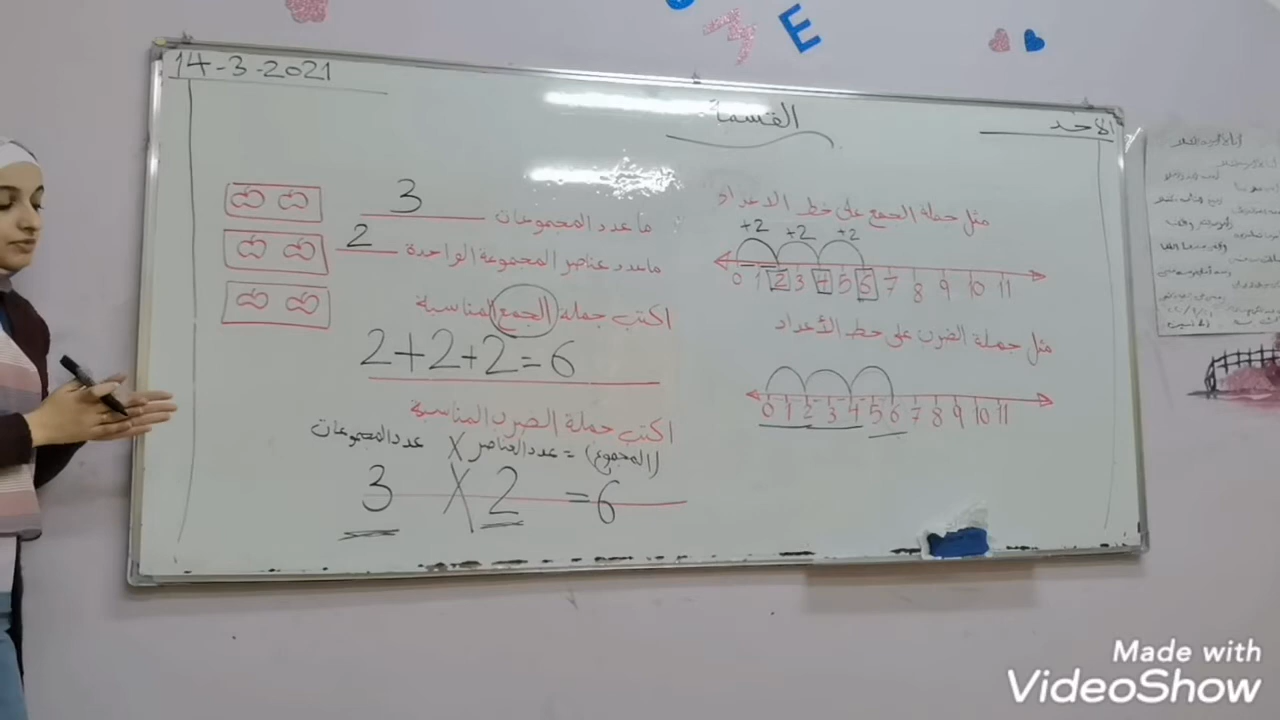 الأحد
القسمة
14-3-2021
مثل جملة الجمع على خط الاعداد
+2 +2 +2
0 1 2 3 4 5 6 7 8 9 10 11
مثل جملة الضرب على خط الأعداد
0 1 2 3 4 5 6 7 8 9 10 11
ما عدد المجموعات 3
ما عدد عناصر المجموعة الواحدة 2
اكتب جملة الجمع المناسبة
2+2+2=6
اكتب جملة الضرب المناسبة
عدد المجموعات X عدد العناصر = (المجموع)
3 X 2 =6
E
Made with
VideoShow